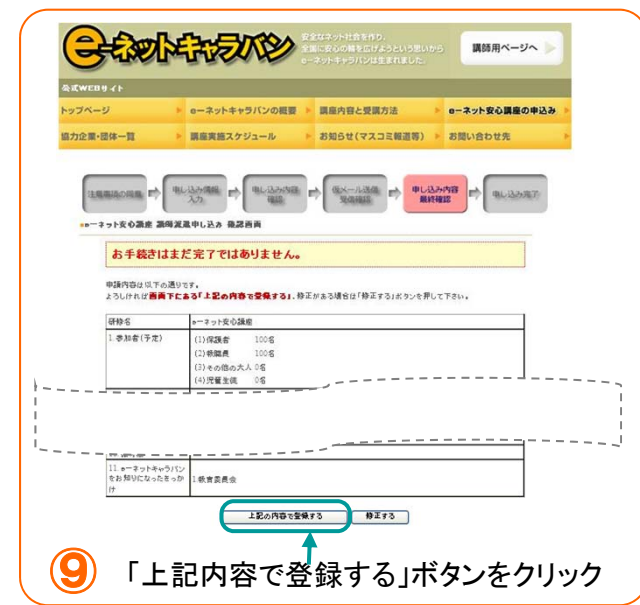 e-ネットキャラバン
安全なネット社会を作り、
全国に安心の輪を広げようという思いから
e-ネットキャラバンは生まれました。
講師用ページへ
公式WEBサイト
トップページ
e-ネットキャラバンの概要
講座内容と受講方法
e-ネット安心講座の申込み
協力企業・団体一覧
講座実施スケジュール
お知らせ(マスコミ報道等)
お問い合わせ先
注意事項の同意
申し込み情報
入力
申し込み内容
確認
仮メール送信
受信確認
申し込み内容
最終確認
申し込み完了
e-ネット安心講座 講師派遣申し込み 確認画面
お手続きはまだ完了ではありません。
申請内容は以下の通りです。
よろしければ画面下にある「上記の内容で登録する」、修正がある場合は「修正する」ボタンを押して下さい。
研修名 e-ネット安心講座
1.参加者(予定) (1)保護者 100名
(2)教職員 100名
(3)その他の大人 0名
(4)児童生徒 0名
11.e-ネットキャラバン
をお知りになったきっか
け
1.教育委員会
上記の内容で登録する 修正する
⑨ 「上記内容で登録する」ボタンをクリック